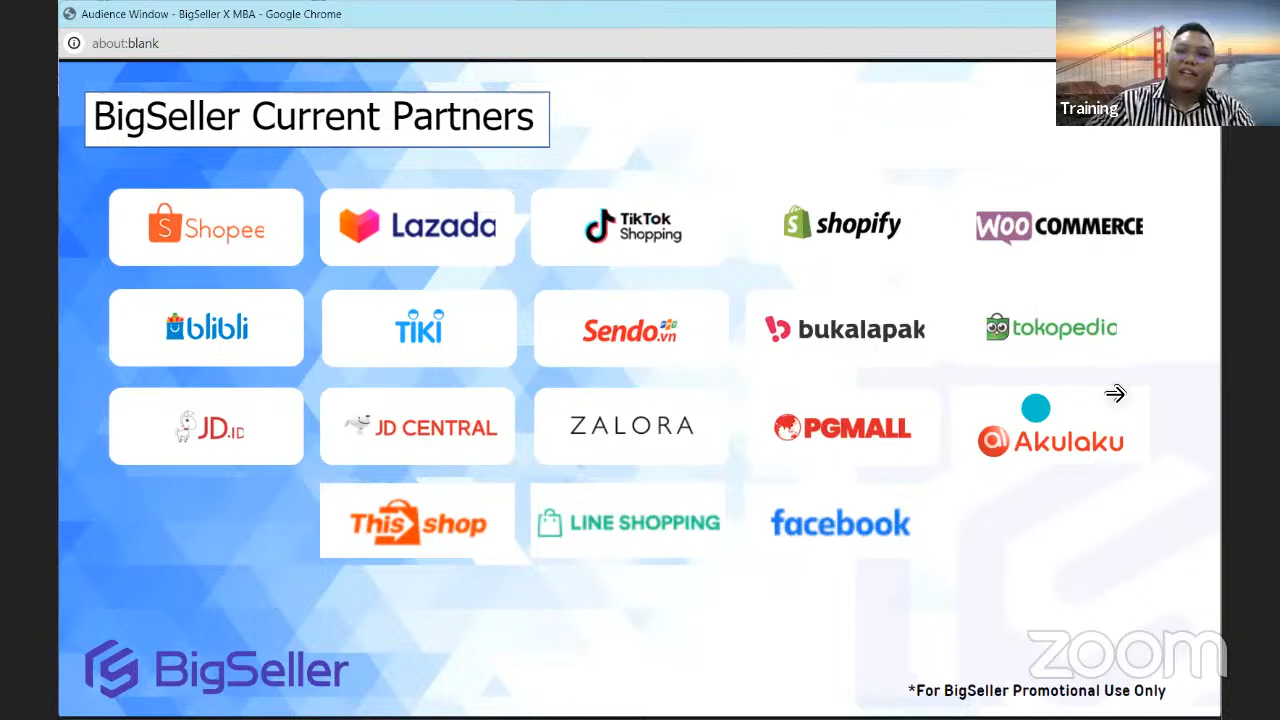 Audience Window - BigSeller X MBA - Google Chrome
about:blank
Training
BigSeller Current Partners
S Shopee
Lazada
TikTok
Shopping
shopify
WOO COMMERCE
blibli
TIKI
Sendo.vn
bukalapak
tokopedia
JD.ID
JD CENTRAL
ZALORA
PGMALL
Akulaku
This shop
LINE SHOPPING
facebook
BigSeller
zoom
*For BigSeller Promotional Use Only